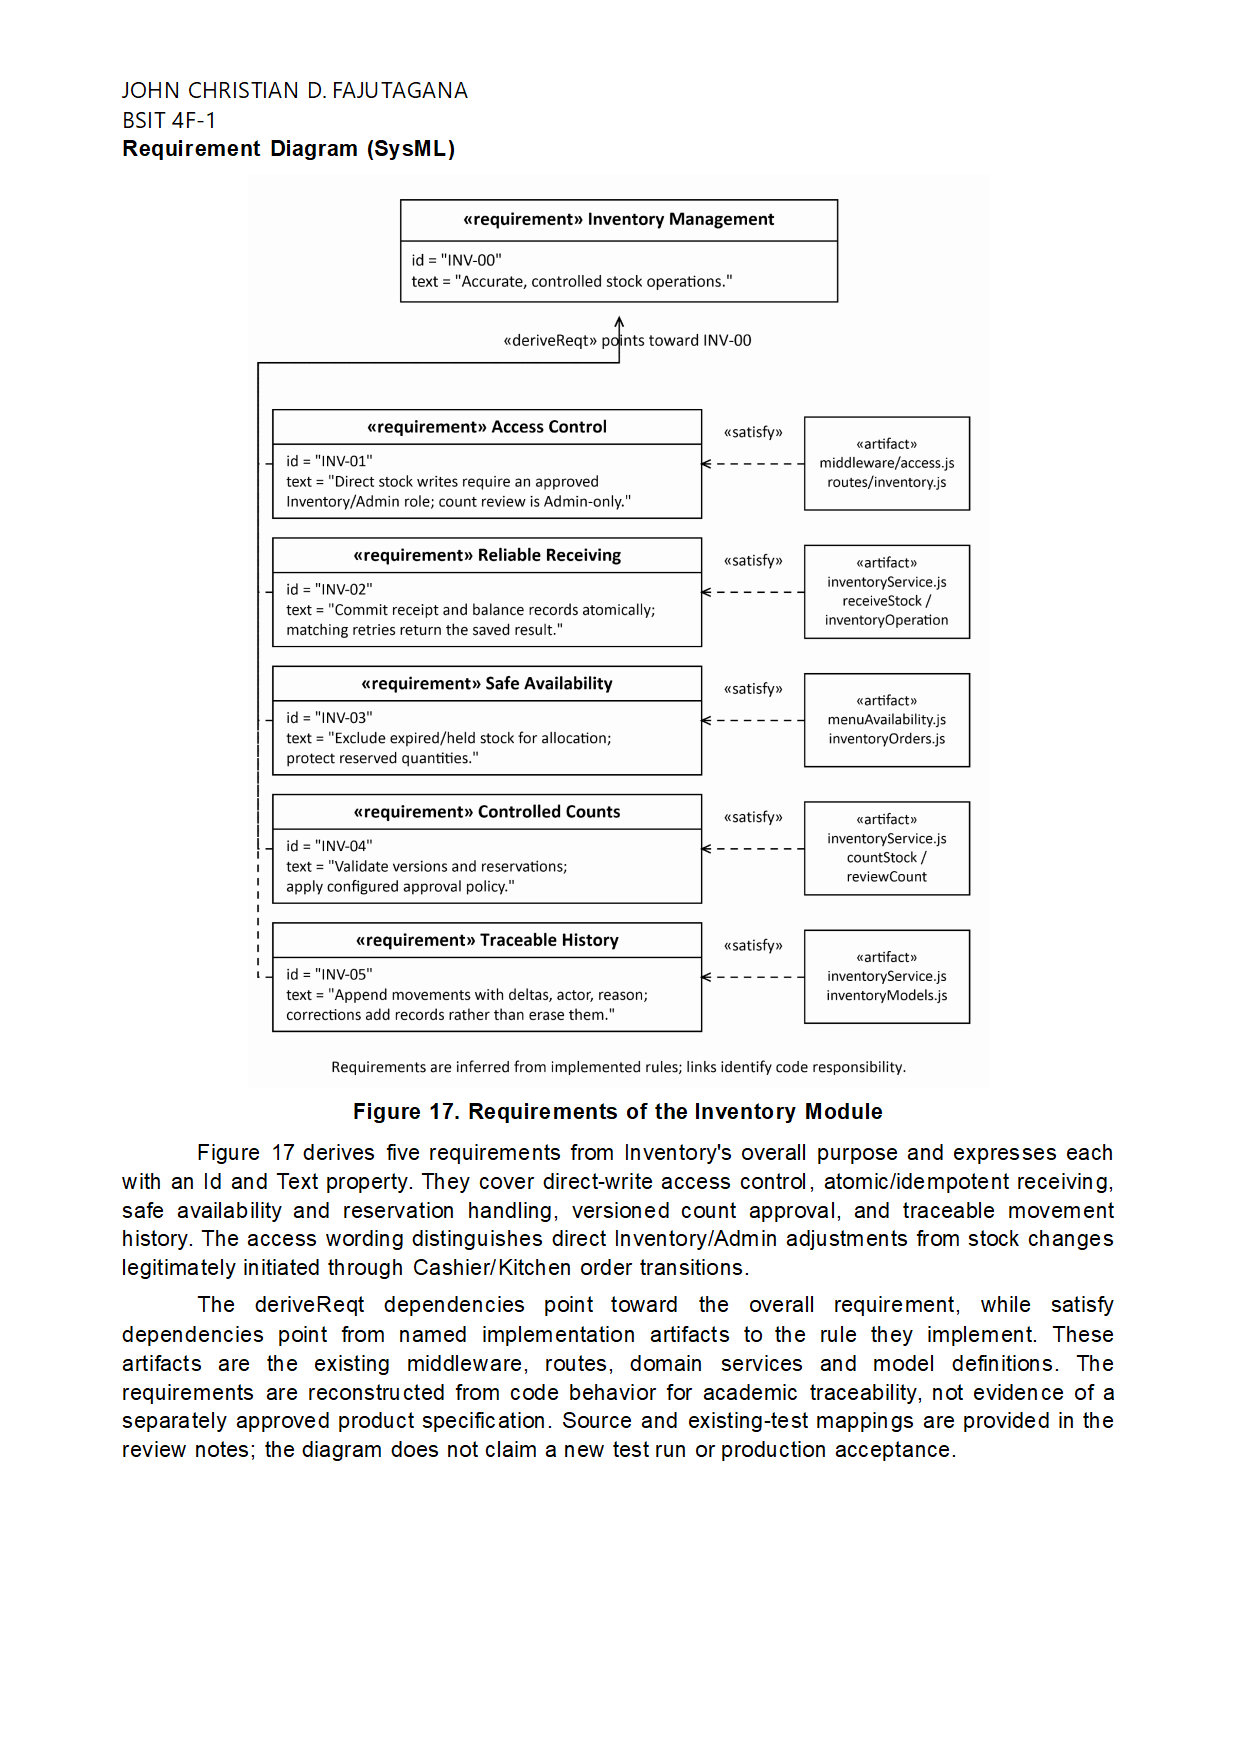 JOHN CHRISTIAN D. FAJUTAGANA
BSIT 4F-1
Requirement Diagram (SysML)
«requirement» Inventory Management
id = "INV-00"
text = "Accurate, controlled stock operations."
«deriveReqt» points toward INV-00
«requirement» Access Control
id = "INV-01"
text = "Direct stock writes require an approved
Inventory/Admin role; count review is Admin-only."
«satisfy»
«artifact»
middleware/access.js
routes/inventory.js
«requirement» Reliable Receiving
id = "INV-02"
text = "Commit receipt and balance records atomically;
matching retries return the saved result."
«satisfy»
«artifact»
inventoryService.js
receiveStock /
inventoryOperation
«requirement» Safe Availability
id = "INV-03"
text = "Exclude expired/held stock for allocation;
protect reserved quantities."
«satisfy»
«artifact»
menuAvailability.js
inventoryOrders.js
«requirement» Controlled Counts
id = "INV-04"
text = "Validate versions and reservations;
apply configured approval policy."
«satisfy»
«artifact»
inventoryService.js
countStock /
reviewCount
«requirement» Traceable History
id = "INV-05"
text = "Append movements with deltas, actor, reason;
corrections add records rather than erase them."
«satisfy»
«artifact»
inventoryService.js
inventoryModels.js
Requirements are inferred from implemented rules; links identify code responsibility.
Figure 17. Requirements of the Inventory Module
Figure 17 derives five requirements from Inventory's overall purpose and expresses each
with an Id and Text property. They cover direct-write access control, atomic/idempotent receiving,
safe availability and reservation handling, versioned count approval, and traceable movement
history. The access wording distinguishes direct Inventory/Admin adjustments from stock changes
legitimately initiated through Cashier/Kitchen order transitions.
The deriveReqt dependencies point toward the overall requirement, while satisfy
dependencies point from named implementation artifacts to the rule they implement. These
artifacts are the existing middleware, routes, domain services and model definitions. The
requirements are reconstructed from code behavior for academic traceability, not evidence of a
separately approved product specification. Source and existing-test mappings are provided in the
review notes; the diagram does not claim a new test run or production acceptance.